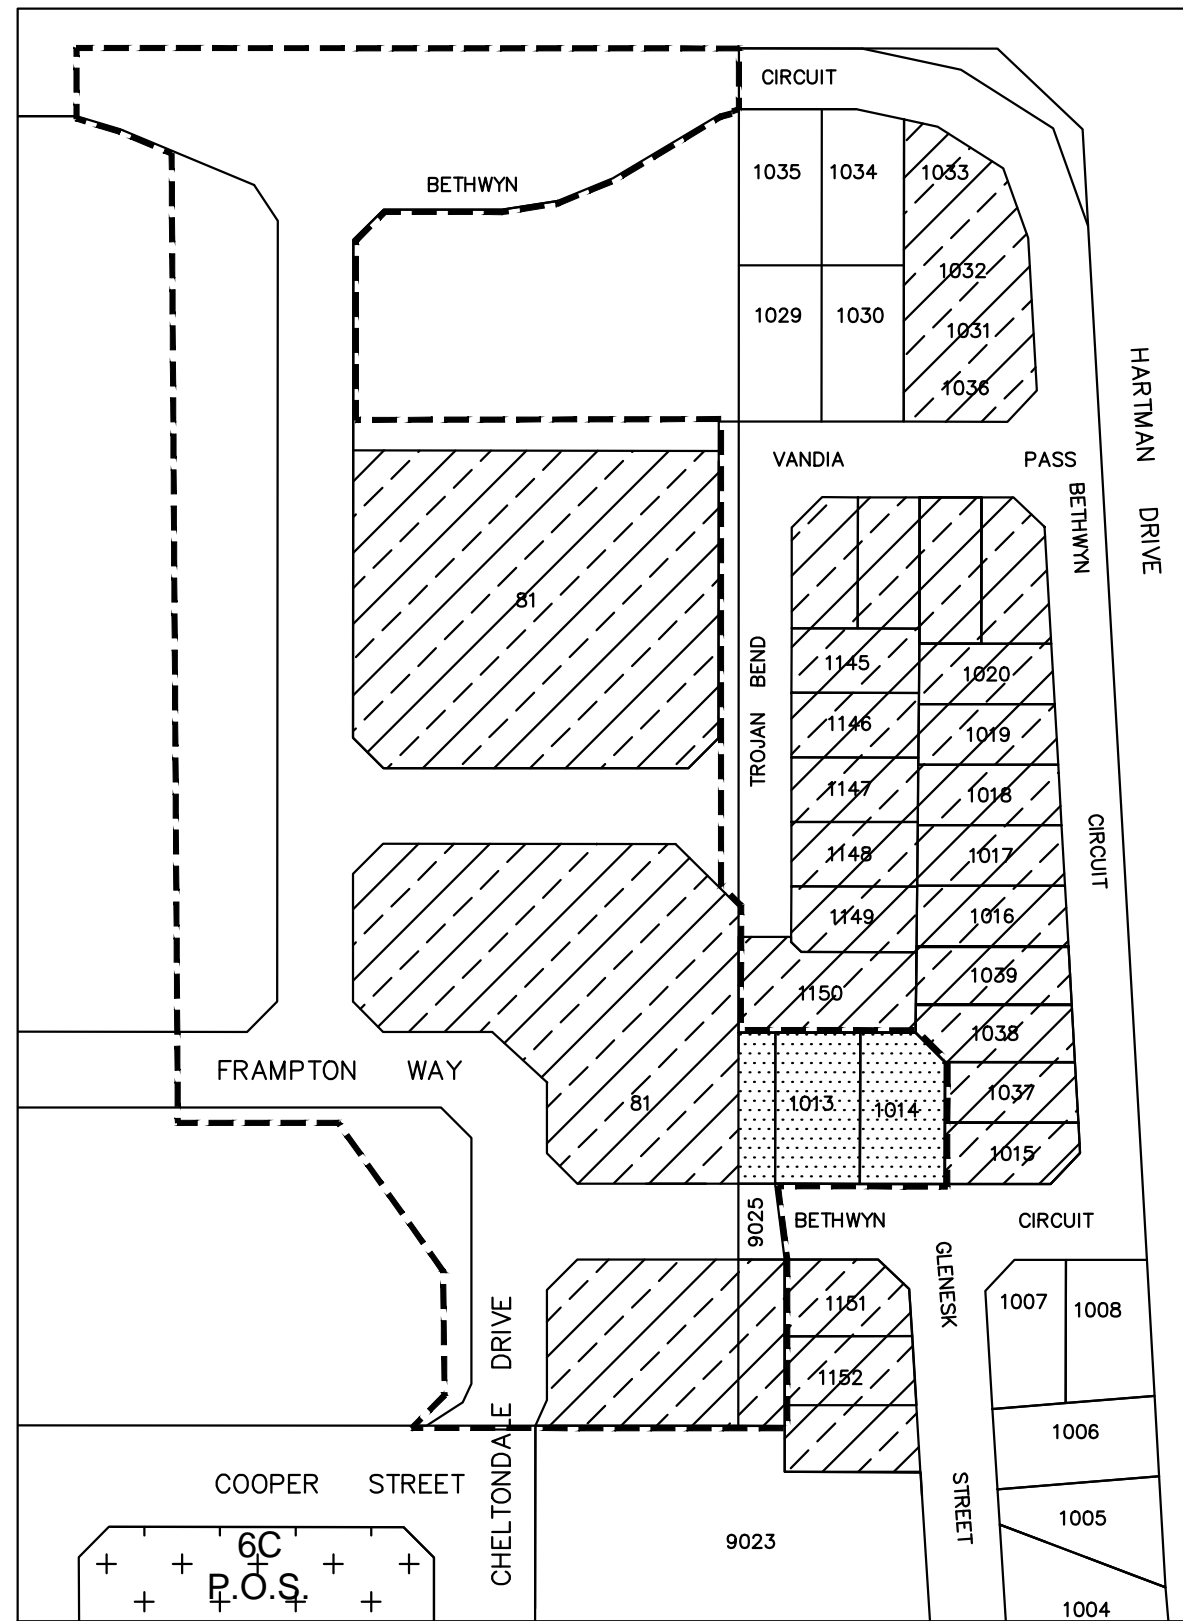 CIRCUIT
1035
1034
1033
BETHWYN
1032
1029
1030
1031
1036
HARTMAN DRIVE
VANDIA PASS
BETHWYN
81
TROJAN BEND
1145
1020
1146
1019
1147
1018
CIRCUIT
1148
1017
1149
1016
1150
1039
1038
FRAMPTON WAY
1037
81
1013
1014
1015
9025
BETHWYN CIRCUIT
GLENESK
STREET
1151
1007
1008
CHELTONDALE DRIVE
1152
1006
COOPER STREET
1005
9023
6C
P.O.S.
1004